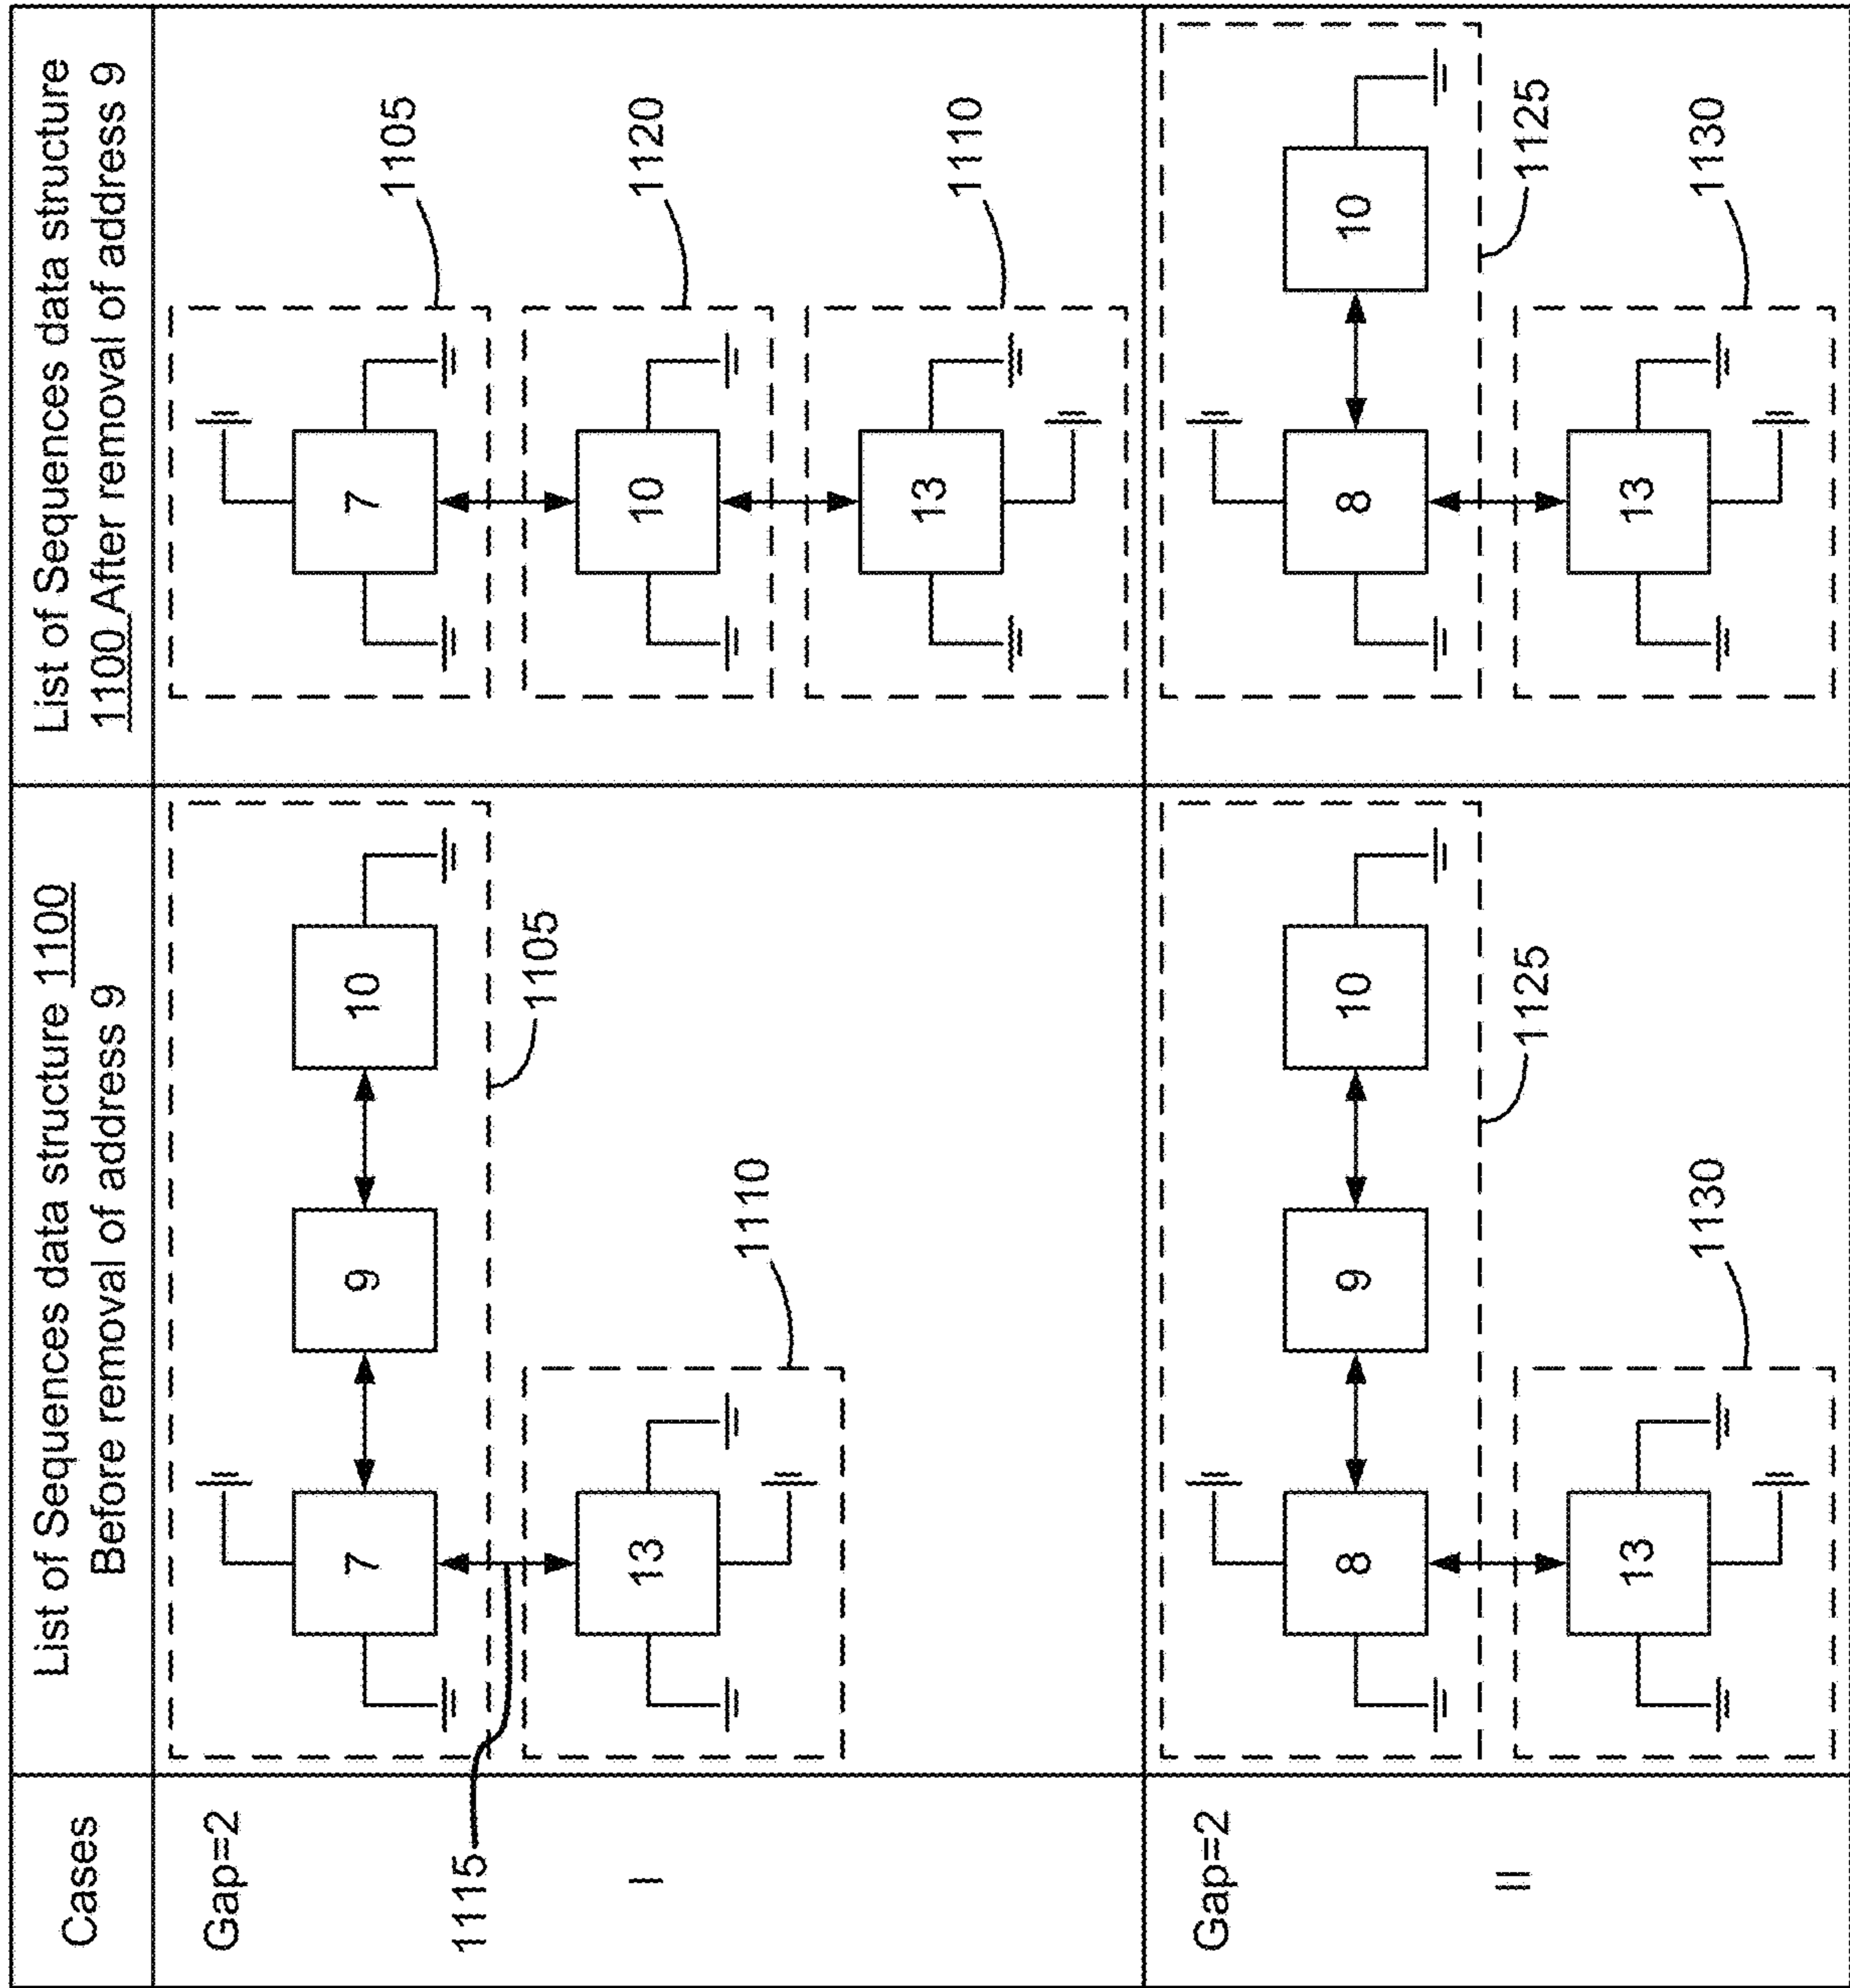 Cases
List of Sequences data structure 1100
Before removal of address 9
List of Sequences data structure
1100 After removal of address 9
Gap=2
I
1115
7
9
10
1105
13
1110
7
1105
10
1120
13
1110
Gap=2
II
8
9
10
1125
13
1130
8
10
1125
13
1130